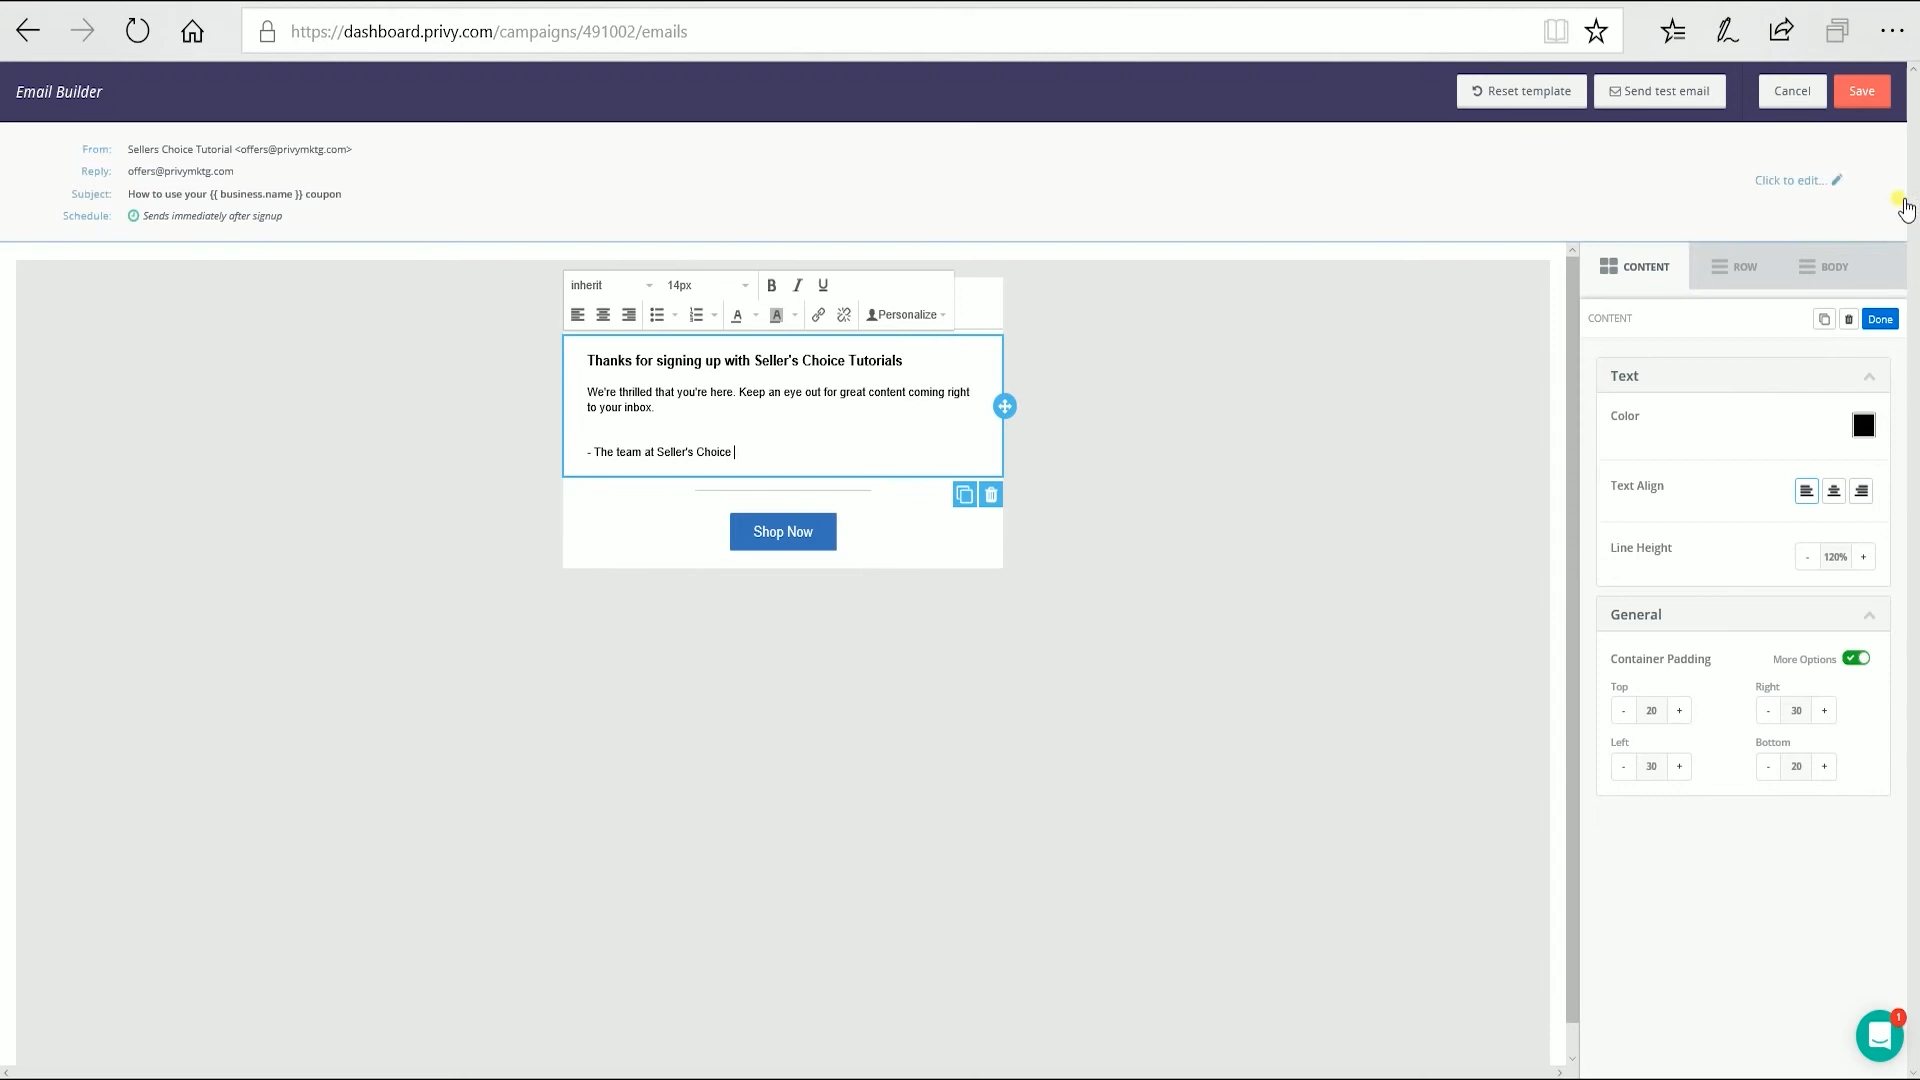 https://dashboard.privy.com/campaigns/491002/emails
Email Builder
Reset template
Send test email
Cancel
Save
From: Sellers Choice Tutorial <offers@privymktg.com>
Reply: offers@privymktg.com
Subject: How to use your {{ business.name }} coupon
Schedule: Sends immediately after signup
Click to edit...
inherit 14px B I U
A A Personalize
Thanks for signing up with Seller's Choice Tutorials
We're thrilled that you're here. Keep an eye out for great content coming right
to your inbox.
- The team at Seller's Choice
Shop Now
CONTENT ROW BODY
CONTENT Done
Text
Color
Text Align
Line Height - 120% +
General
Container Padding More Options
Top Right
- 20 + - 30 +
Left Bottom
- 30 + - 20 +
1